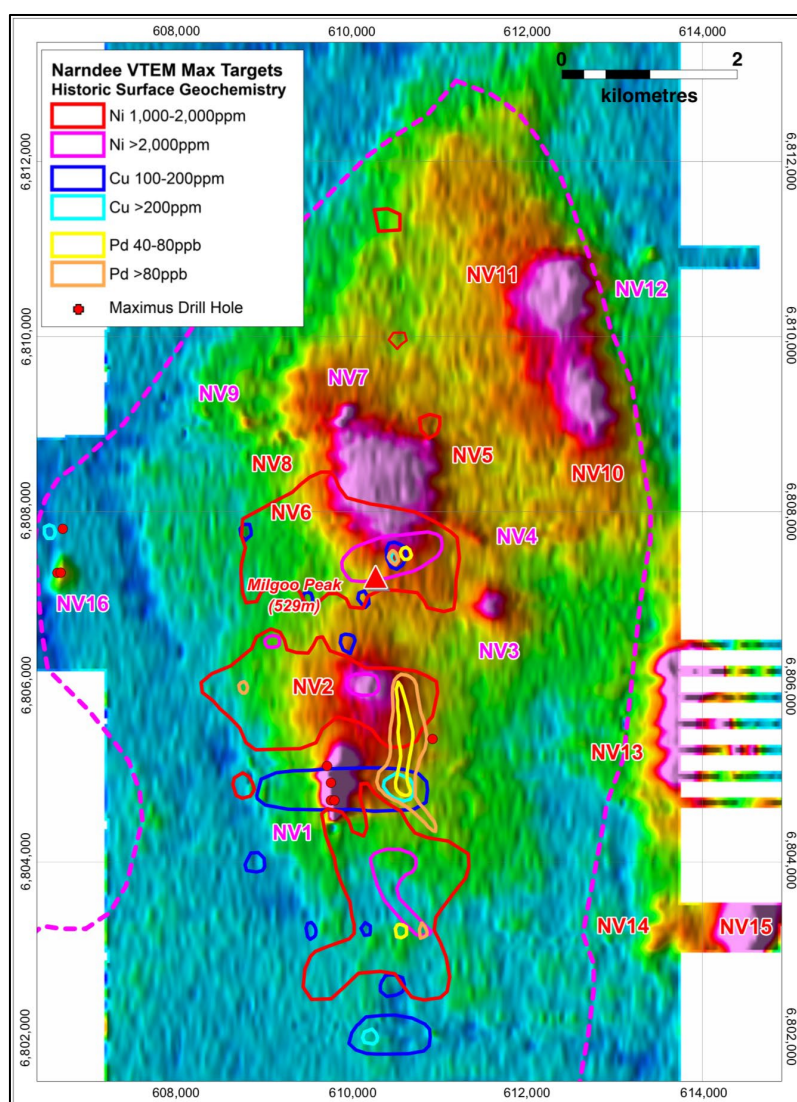 608,000
610,000
612,000
614,000
Narndee VTEM Max Targets
Historic Surface Geochemistry
Ni 1,000-2,000ppm
Ni >2,000ppm
Cu 100-200ppm
Cu >200ppm
Pd 40-80ppb
Pd >80ppb
Maximus Drill Hole
0
2
kilometres
6,812,000
6,812,000
NV11
NV12
6,810,000
6,810,000
NV7
NV9
NV5
NV10
NV8
NV6
6,808,000
6,808,000
NV4
Milgoo Peak
(529m)
NV16
NV3
6,806,000
6,806,000
NV2
NV13
NV1
6,804,000
6,804,000
NV14
NV15
6,802,000
6,802,000
608,000
610,000
612,000
614,000